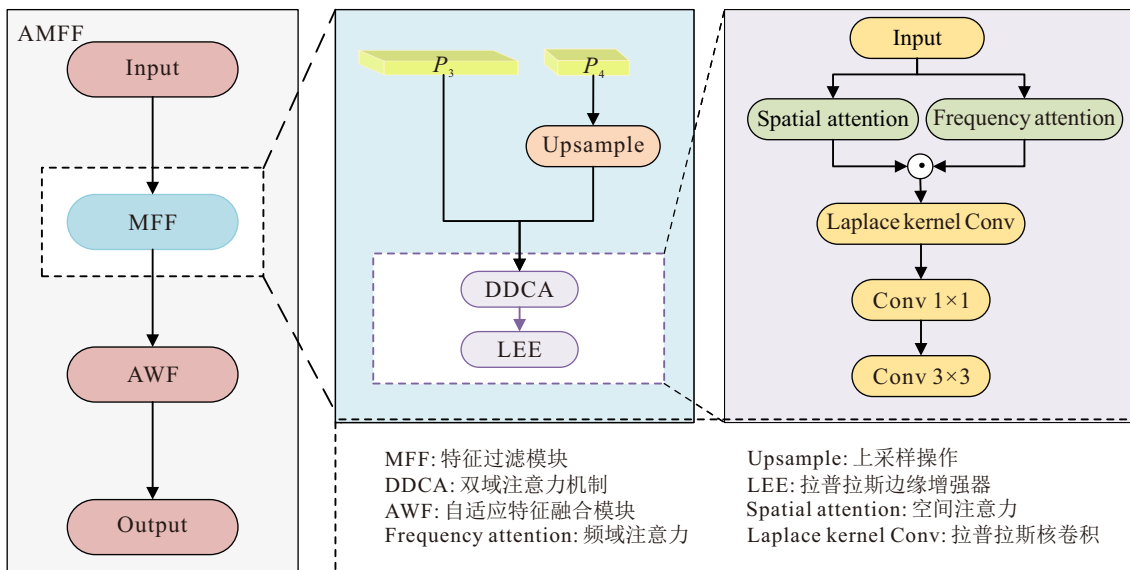 AMFF
Input
MFF
AWF
Output
P₃
P₄
Upsample
DDCA
LEE
Input
Spatial attention
Frequency attention
Laplace kernel Conv
Conv 1×1
Conv 3×3
MFF: 特征过滤模块
DDCA: 双域注意力机制
AWF: 自适应特征融合模块
Frequency attention: 频域注意力
Upsample: 上采样操作
LEE: 拉普拉斯边缘增强器
Spatial attention: 空间注意力
Laplace kernel Conv: 拉普拉斯核卷积